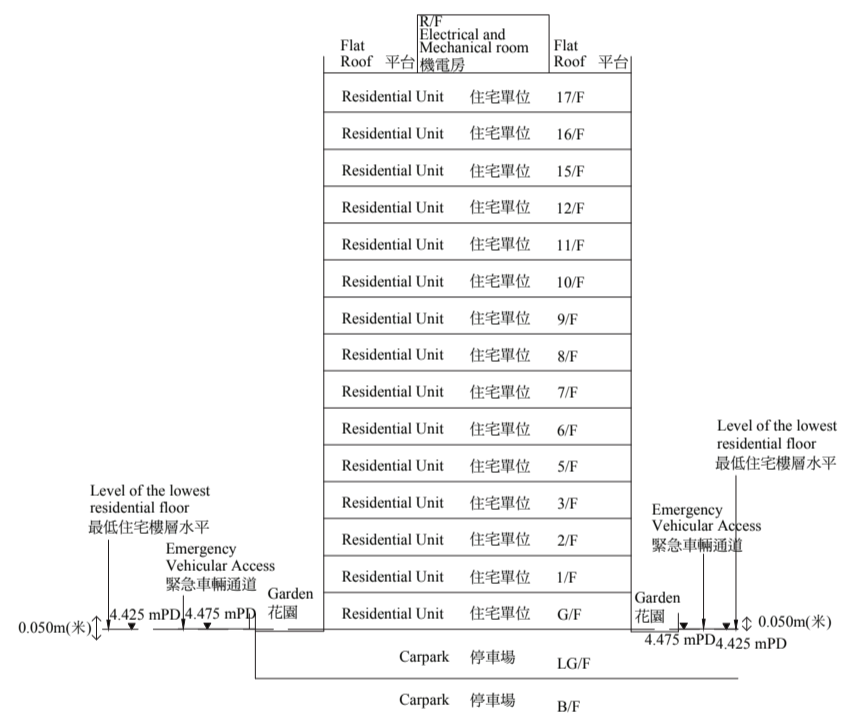 R/F
Electrical and
Mechanical room
機電房
Flat
Roof 平台
Flat
Roof 平台
Residential Unit 住宅單位 17/F
Residential Unit 住宅單位 16/F
Residential Unit 住宅單位 15/F
Residential Unit 住宅單位 12/F
Residential Unit 住宅單位 11/F
Residential Unit 住宅單位 10/F
Residential Unit 住宅單位 9/F
Residential Unit 住宅單位 8/F
Residential Unit 住宅單位 7/F
Residential Unit 住宅單位 6/F
Residential Unit 住宅單位 5/F
Residential Unit 住宅單位 3/F
Residential Unit 住宅單位 2/F
Residential Unit 住宅單位 1/F
Residential Unit 住宅單位 G/F
Carpark 停車場 LG/F
Carpark 停車場 B/F
Level of the lowest
residential floor
最低住宅樓層水平
Emergency
Vehicular Access
緊急車輛通道
Garden
花園
4.425 mPD
4.475 mPD
0.050m(米)
Level of the lowest
residential floor
最低住宅樓層水平
Emergency
Vehicular Access
緊急車輛通道
Garden
花園
0.050m(米)
4.475 mPD
4.425 mPD